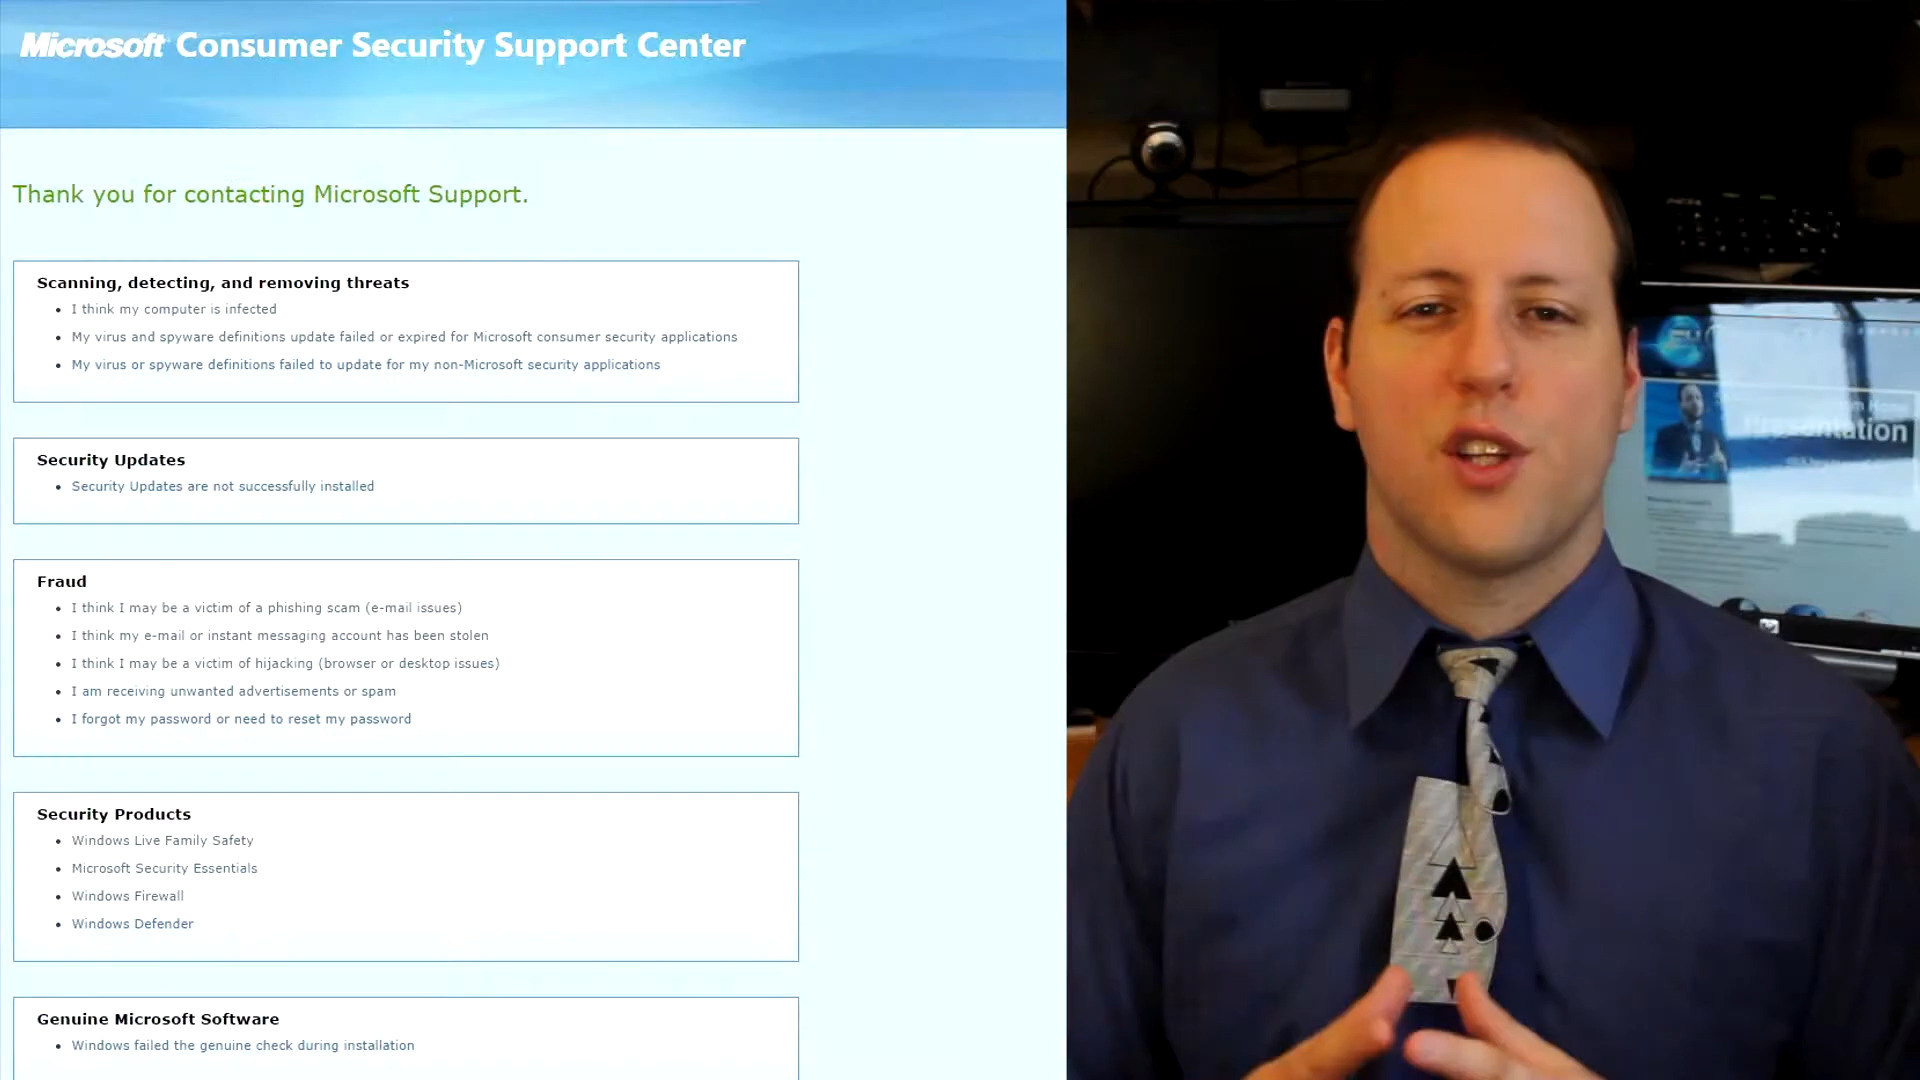 Microsoft Consumer Security Support Center
Thank you for contacting Microsoft Support.
Scanning, detecting, and removing threats
I think my computer is infected
My virus and spyware definitions update failed or expired for Microsoft consumer security applications
My virus or spyware definitions failed to update for my non-Microsoft security applications
Security Updates
Security Updates are not successfully installed
Fraud
I think I may be a victim of a phishing scam (e-mail issues)
I think my e-mail or instant messaging account has been stolen
I think I may be a victim of hijacking (browser or desktop issues)
I am receiving unwanted advertisements or spam
I forgot my password or need to reset my password
Security Products
Windows Live Family Safety
Microsoft Security Essentials
Windows Firewall
Windows Defender
Genuine Microsoft Software
Windows failed the genuine check during installation
Presentation